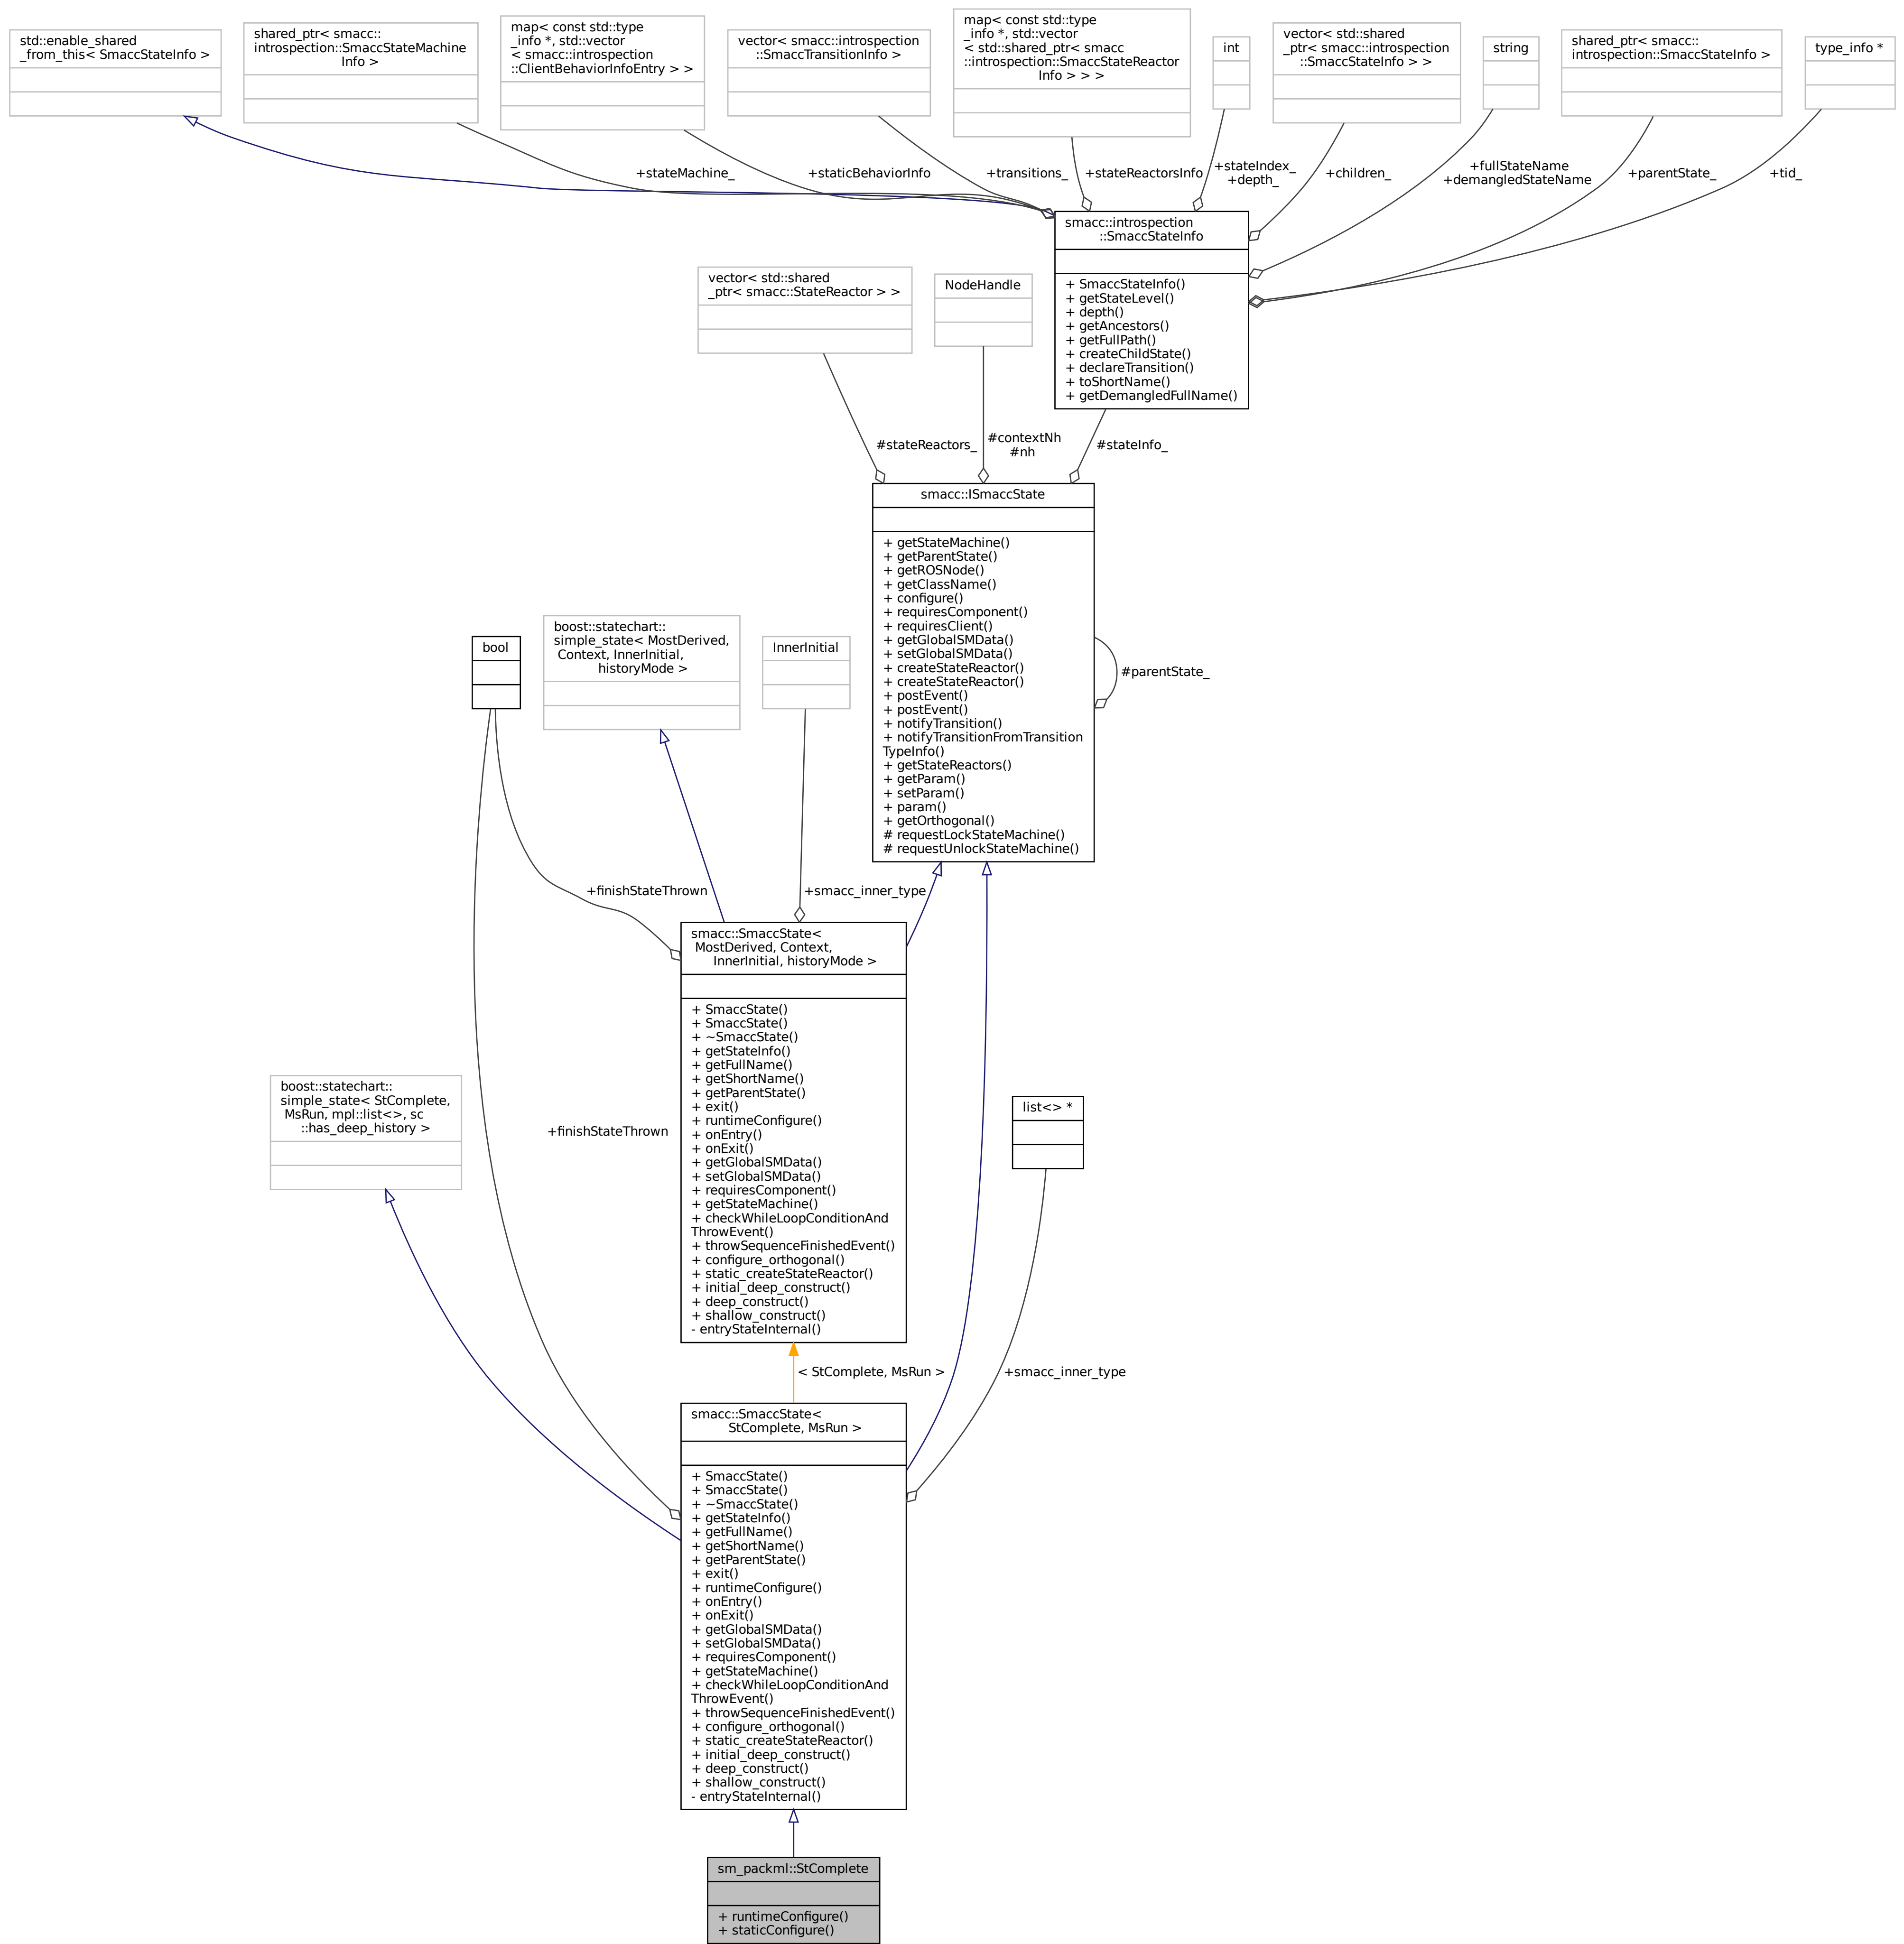 std::enable_shared
_from_this< SmaccStateInfo >
shared_ptr< smacc::
introspection::SmaccStateMachine
Info >
map< const std::type
_info *, std::vector
< smacc::introspection
::ClientBehaviorInfoEntry > >
vector< smacc::introspection
::SmaccTransitionInfo >
map< const std::type
_info *, std::vector
< std::shared_ptr< smacc
::introspection::SmaccStateReactor
Info > > >
int
vector< std::shared
_ptr< smacc::introspection
::SmaccStateInfo > >
string
shared_ptr< smacc::
introspection::SmaccStateInfo >
type_info *
+stateMachine_
+staticBehaviorInfo
+transitions_
+stateReactorsInfo
+stateIndex_
+depth_
+children_
+fullStateName
+demangledStateName
+parentState_
+tid_
smacc::introspection
::SmaccStateInfo
+ SmaccStateInfo()
+ getStateLevel()
+ depth()
+ getAncestors()
+ getFullPath()
+ createChildState()
+ declareTransition()
+ toShortName()
+ getDemangledFullName()
vector< std::shared
_ptr< smacc::StateReactor > >
NodeHandle
#stateReactors_
#contextNh
#nh
#stateInfo_
smacc::ISmaccState
+ getStateMachine()
+ getParentState()
+ getROSNode()
+ getClassName()
+ configure()
+ requiresComponent()
+ requiresClient()
+ getGlobalSMData()
+ setGlobalSMData()
+ createStateReactor()
+ createStateReactor()
+ postEvent()
+ postEvent()
+ notifyTransition()
+ notifyTransitionFromTransition
TypeInfo()
+ getStateReactors()
+ getParam()
+ setParam()
+ param()
+ getOrthogonal()
# requestLockStateMachine()
# requestUnlockStateMachine()
#parentState_
bool
boost::statechart::
simple_state< MostDerived,
Context, InnerInitial,
historyMode >
InnerInitial
+finishStateThrown
+smacc_inner_type
smacc::SmaccState<
MostDerived, Context,
InnerInitial, historyMode >
+ SmaccState()
+ SmaccState()
+ ~SmaccState()
+ getStateInfo()
+ getFullName()
+ getShortName()
+ getParentState()
+ exit()
+ runtimeConfigure()
+ onEntry()
+ onExit()
+ getGlobalSMData()
+ setGlobalSMData()
+ requiresComponent()
+ getStateMachine()
+ checkWhileLoopConditionAnd
ThrowEvent()
+ throwSequenceFinishedEvent()
+ configure_orthogonal()
+ static_createStateReactor()
+ initial_deep_construct()
+ deep_construct()
+ shallow_construct()
- entryStateInternal()
boost::statechart::
simple_state< StComplete,
MsRun, mpl::list<>, sc
::has_deep_history >
+finishStateThrown
list<> *
< StComplete, MsRun >
+smacc_inner_type
smacc::SmaccState<
StComplete, MsRun >
+ SmaccState()
+ SmaccState()
+ ~SmaccState()
+ getStateInfo()
+ getFullName()
+ getShortName()
+ getParentState()
+ exit()
+ runtimeConfigure()
+ onEntry()
+ onExit()
+ getGlobalSMData()
+ setGlobalSMData()
+ requiresComponent()
+ getStateMachine()
+ checkWhileLoopConditionAnd
ThrowEvent()
+ throwSequenceFinishedEvent()
+ configure_orthogonal()
+ static_createStateReactor()
+ initial_deep_construct()
+ deep_construct()
+ shallow_construct()
- entryStateInternal()
sm_packml::StComplete
+ runtimeConfigure()
+ staticConfigure()